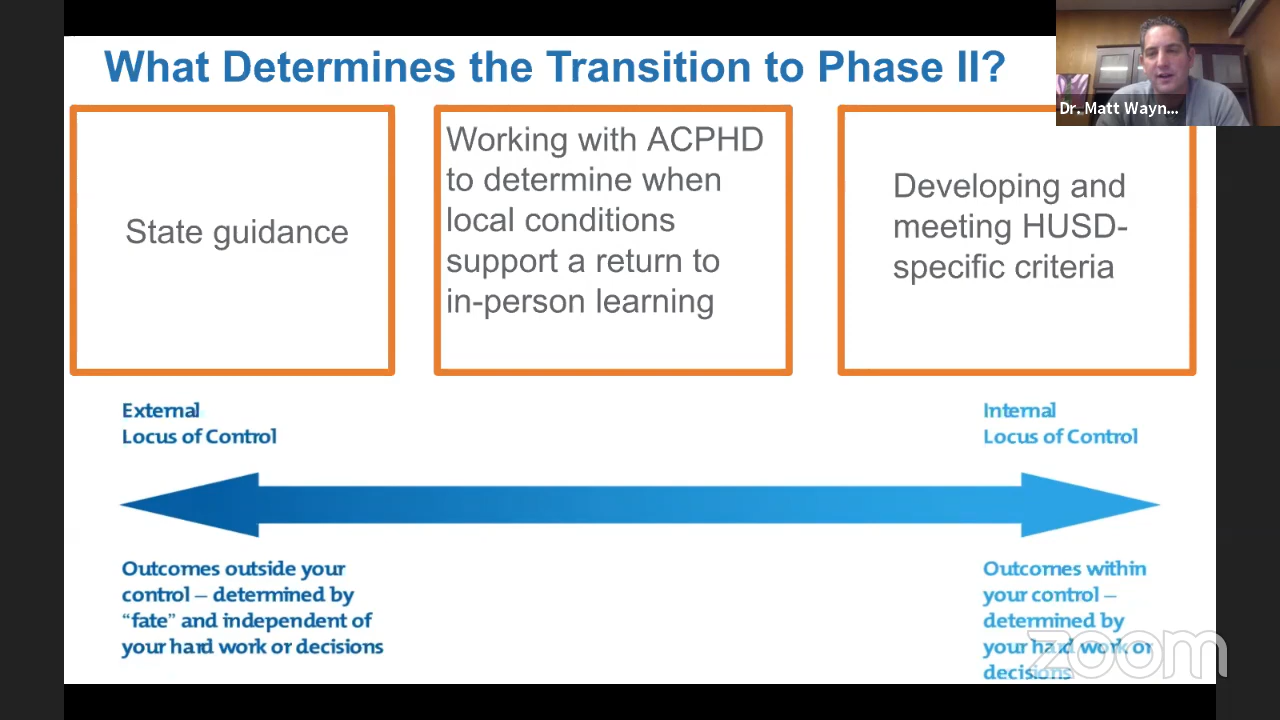 What Determines the Transition to Phase II?
Dr. Matt Wayn...
State guidance
Working with ACPHD
to determine when
local conditions
support a return to
in-person learning
Developing and
meeting HUSD-
specific criteria
External
Locus of Control
Internal
Locus of Control
Outcomes outside your
control – determined by
“fate” and independent of
your hard work or decisions
Outcomes within
your control –
determined by
your hard work or
decisions
zoom